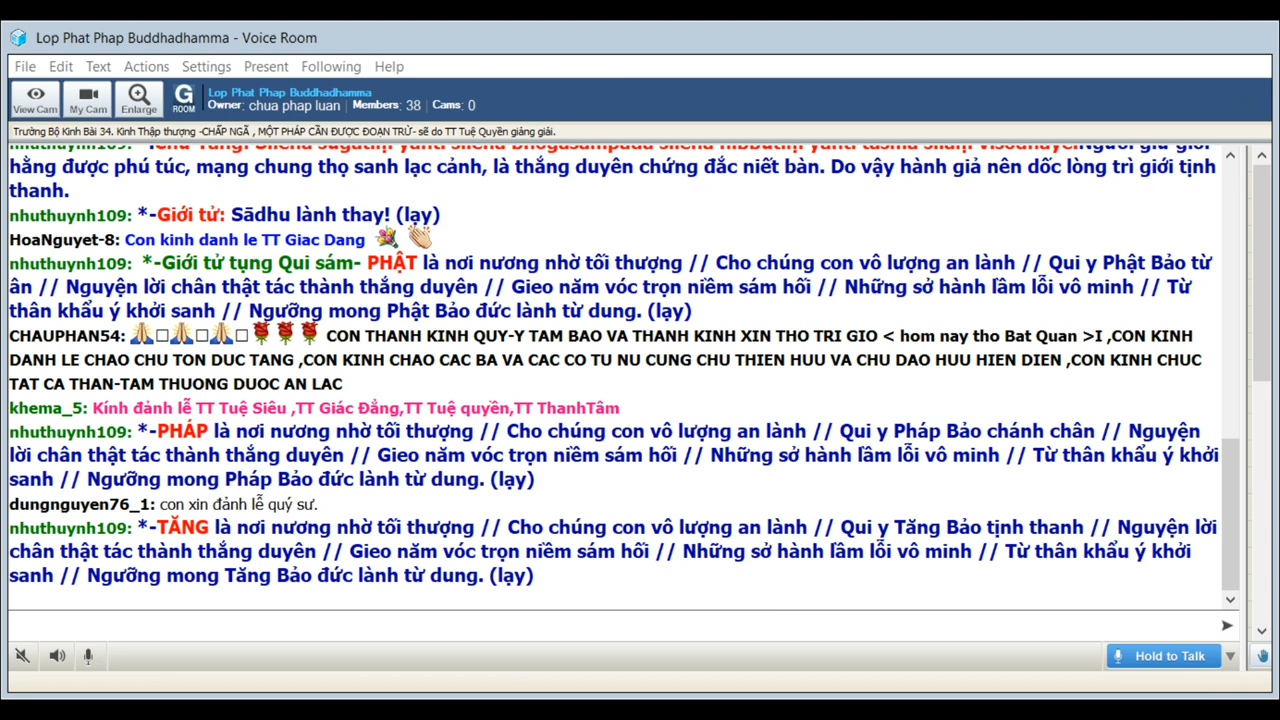 Lop Phat Phap Buddhadhamma - Voice Room
File Edit Text Actions Settings Present Following Help
View Cam My Cam Enlarge G ROOM Lop Phat Phap Buddhadhamma
Owner: chua phap luan | Members: 38 | Cams: 0
Trường Bộ Kinh Bài 34. Kinh Thập thượng -CHẤP NGÃ , MỘT PHÁP CẦN ĐƯỢC ĐOẠN TRỪ- sẽ do TT Tuệ Quyền giảng giải.
hằng được phú túc, mạng chung thọ sanh lạc cảnh, là thắng duyên chứng đắc niết bàn. Do vậy hành giả nên dốc lòng trì giới tịnh
thanh.
nhuthuynh109: *-Giới tử: Sādhu lành thay! (lạy)
HoaNguyet-8: Con kinh danh le TT Giac Dang
nhuthuynh109: *-Giới tử tụng Qui sám- PHẬT là nơi nương nhờ tối thượng // Cho chúng con vô lượng an lành // Qui y Phật Bảo từ
ân // Nguyện lời chân thật tác thành thắng duyên // Gieo năm vóc trọn niềm sám hối // Những sở hành lầm lỗi vô minh // Từ
thân khẩu ý khởi sanh // Ngưỡng mong Phật Bảo đức lành từ dung. (lạy)
CHAUPHAN54: CON THANH KINH QUY-Y TAM BAO VA THANH KINH XIN THO TRI GIO < hom nay tho Bat Quan >I ,CON KINH
DANH LE CHAO CHU TON DUC TANG ,CON KINH CHAO CAC BA VA CAC CO TU NU CUNG CHU THIEN HUU VA CHU DAO HUU HIEN DIEN ,CON KINH CHUC
TAT CA THAN-TAM THUONG DUOC AN LAC
khema_5: Kính đảnh lễ TT Tuệ Siêu ,TT Giác Đẳng,TT Tuệ quyền,TT ThanhTâm
nhuthuynh109: *-PHÁP là nơi nương nhờ tối thượng // Cho chúng con vô lượng an lành // Qui y Pháp Bảo chánh chân // Nguyện
lời chân thật tác thành thắng duyên // Gieo năm vóc trọn niềm sám hối // Những sở hành lầm lỗi vô minh // Từ thân khẩu ý khởi
sanh // Ngưỡng mong Pháp Bảo đức lành từ dung. (lạy)
dungnguyen76_1: con xin đảnh lễ quý sư.
nhuthuynh109: *-TĂNG là nơi nương nhờ tối thượng // Cho chúng con vô lượng an lành // Qui y Tăng Bảo tịnh thanh // Nguyện lời
chân thật tác thành thắng duyên // Gieo năm vóc trọn niềm sám hối // Những sở hành lầm lỗi vô minh // Từ thân khẩu ý khởi
sanh // Ngưỡng mong Tăng Bảo đức lành từ dung. (lạy)
Hold to Talk